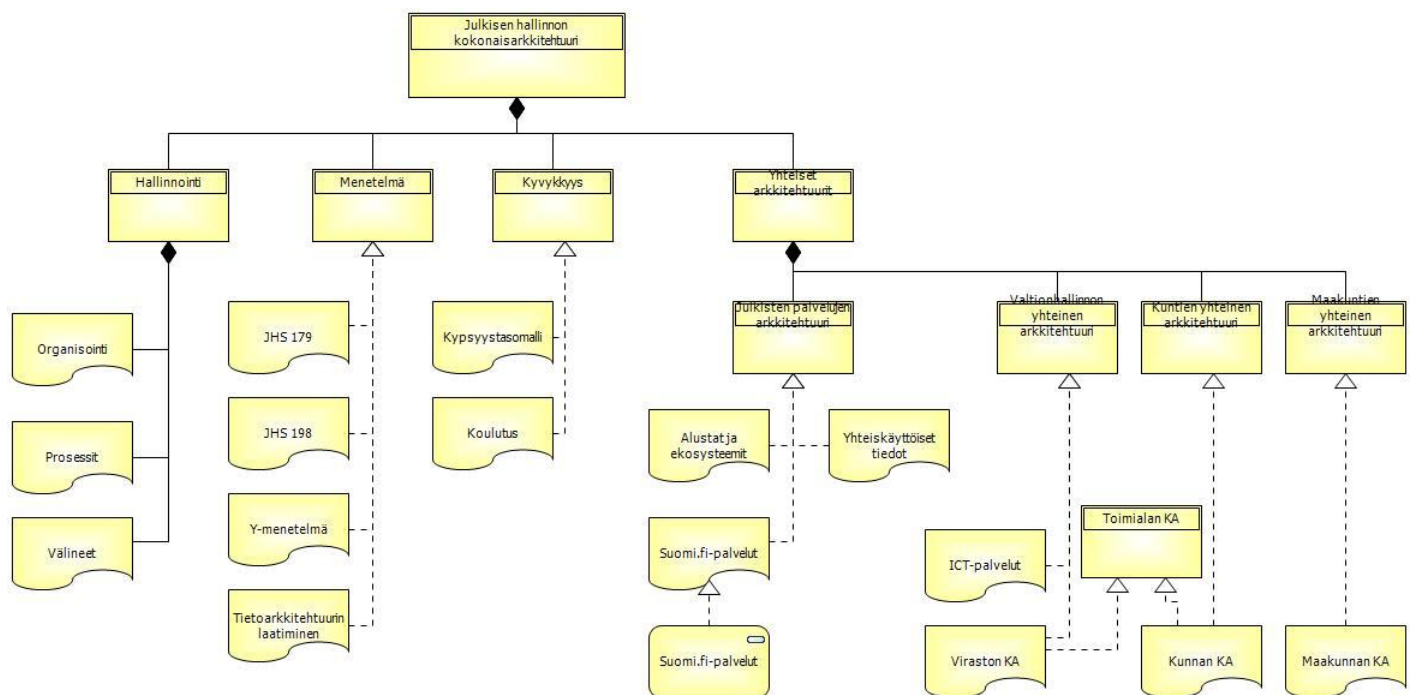 Julkisen hallinnon
kokonaisarkkitehtuuri
Hallinnointi
Menetelmä
Kyvykkyys
Yhteiset
arkkitehtuurit
Organisointi
Prosessit
Välineet
JHS 179
JHS 198
Y-menetelmä
Tietoarkkitehtuurin
laatiminen
Kypsyystasomalli
Koulutus
Julkisten palvelujen
arkkitehtuuri
Valtionhallinnon
yhteinen
arkkitehtuuri
Kuntien yhteinen
arkkitehtuuri
Maakuntien
yhteinen
arkkitehtuuri
Alustat ja
ekosysteemit
Yhteiskäyttöiset
tiedot
Suomi.fi-palvelut
Suomi.fi-palvelut
ICT-palvelut
Toimialan KA
Viraston KA
Kunnan KA
Maakunnan KA